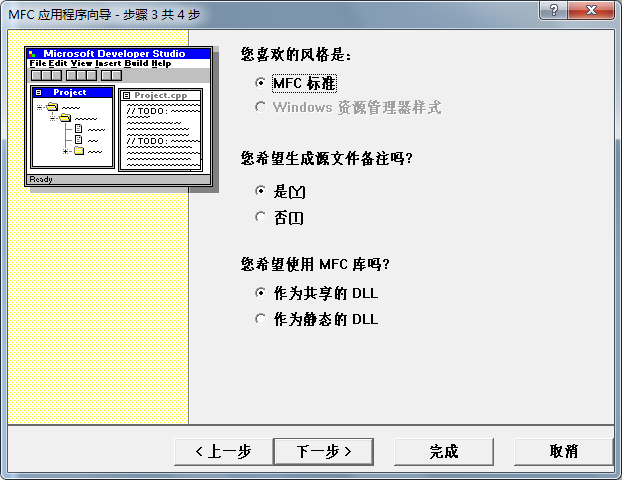 MFC 应用程序向导 - 步骤 3 共 4 步
Microsoft Developer Studio
File Edit View Insert Build Help
Project
Project.cpp
// TODO:
// TODO:
Ready
您喜欢的风格是:
MFC 标准
Windows 资源管理器样式
您希望生成源文件备注吗?
是(Y)
否(T)
您希望使用 MFC 库吗?
作为共享的 DLL
作为静态的 DLL
< 上一步
下一步 >
完成
取消